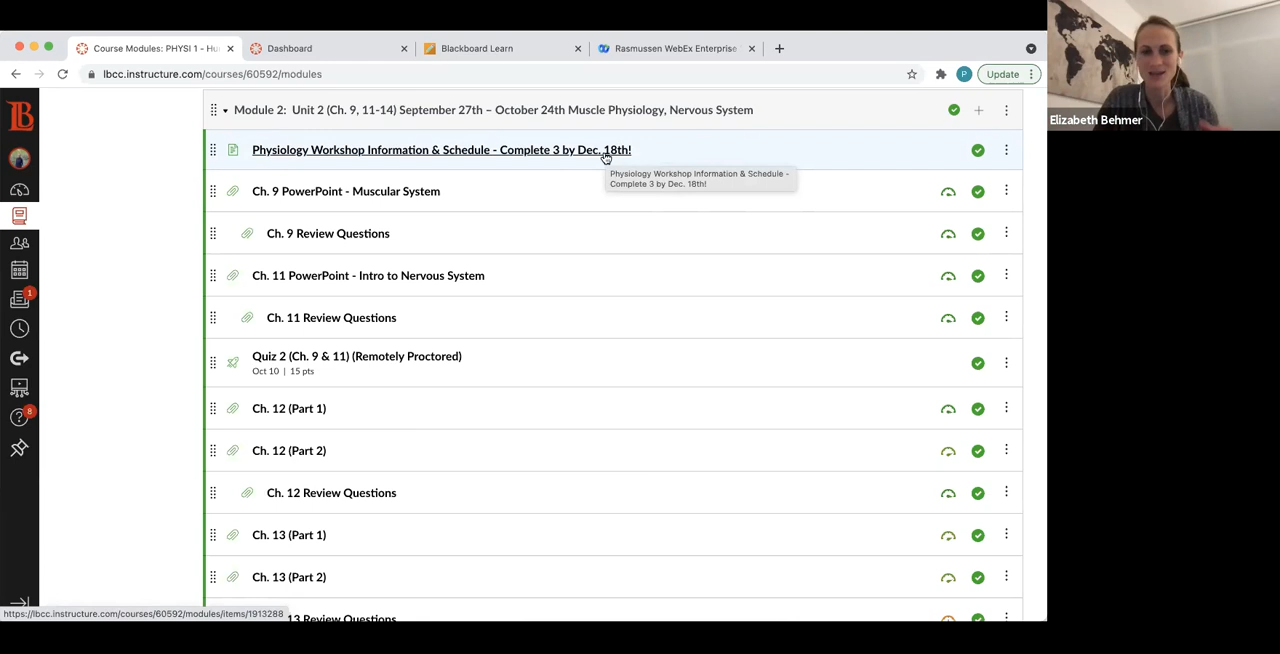 Course Modules: PHYSI 1 - Hu
Dashboard
Blackboard Learn
Rasmussen WebEx Enterprise
lbcc.instructure.com/courses/60592/modules
P
Update
Elizabeth Behmer
Module 2: Unit 2 (Ch. 9, 11-14) September 27th – October 24th Muscle Physiology, Nervous System
Physiology Workshop Information & Schedule - Complete 3 by Dec. 18th!
Physiology Workshop Information & Schedule -
Complete 3 by Dec. 18th!
Ch. 9 PowerPoint - Muscular System
Ch. 9 Review Questions
Ch. 11 PowerPoint - Intro to Nervous System
1
Ch. 11 Review Questions
Quiz 2 (Ch. 9 & 11) (Remotely Proctored)
Oct 10 | 15 pts
Ch. 12 (Part 1)
8
Ch. 12 (Part 2)
Ch. 12 Review Questions
Ch. 13 (Part 1)
Ch. 13 (Part 2)
https://lbcc.instructure.com/courses/60592/modules/items/1913288
13 Review Questions